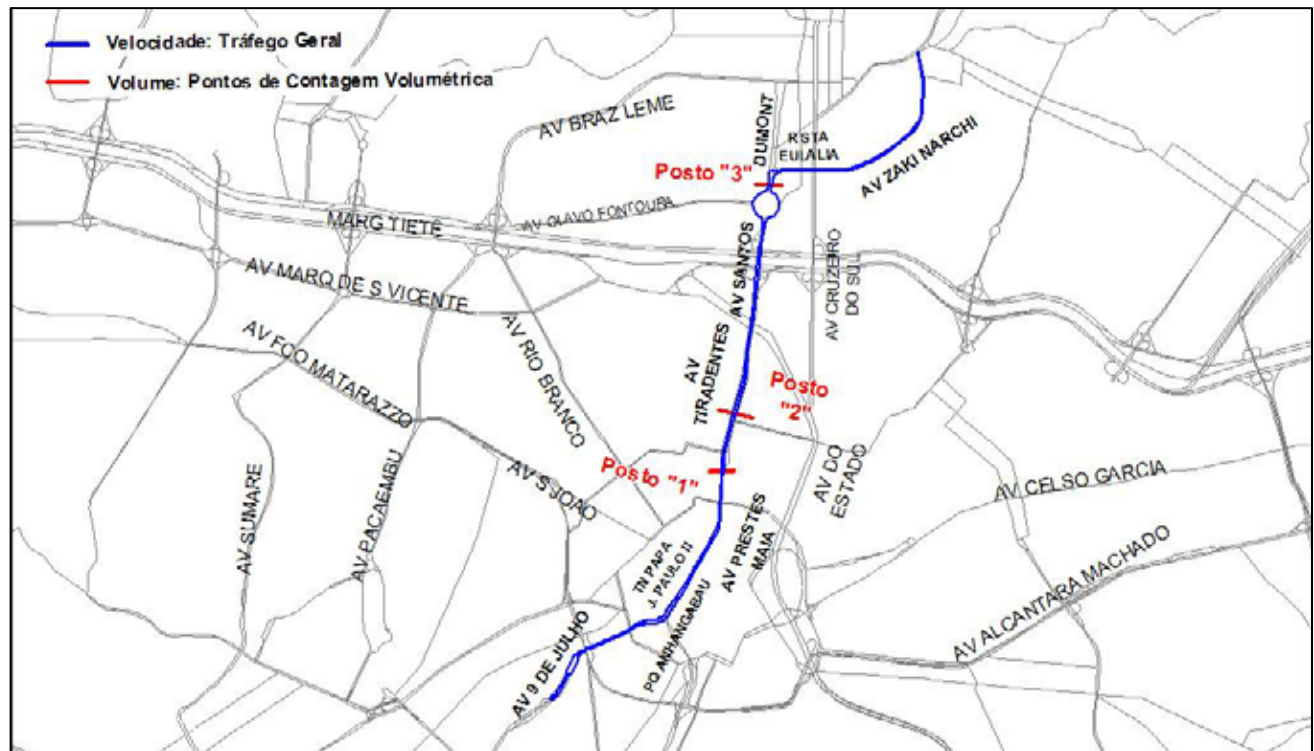 Velocidade: Tráfego Geral
Volume: Pontos de Contagem Volumétrica
AV BRAZ LEME
DUMONT
R STA
EULALIA
AV ZAKI NARCHI
Posto "3"
AV OLAVO FONTOURA
MARG TIETE
AV SANTOS
AV CRUZEIRO
DO SUL
AV MARQ DE S VICENTE
AV FCO MATARAZZO
AV RIO BRANCO
AV
TIRADENTES
Posto
"2"
AV SUMARE
AV PACAEMBU
AV S JOAO
Posto "1"
AV DO
ESTADO
AV CELSO GARCIA
AV PRESTES
MAIA
TN PAPA
J. PAULO II
PQ ANHANGABAU
AV 9 DE JULHO
AV ALCANTARA MACHADO